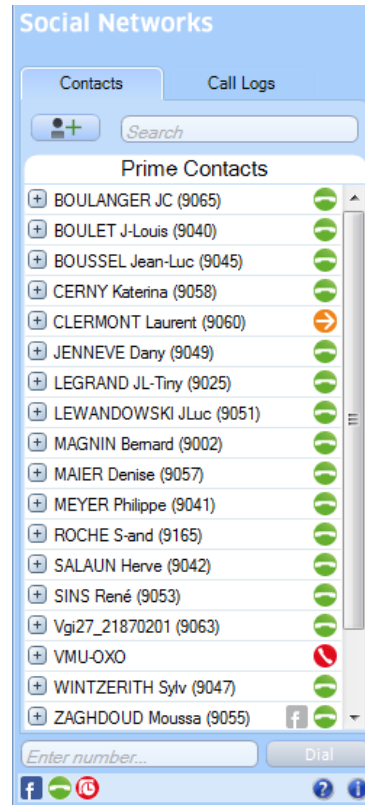 Social Networks
Contacts Call Logs
Search
Prime Contacts
BOULANGER JC (9065)
BOULET J-Louis (9040)
BOUSSEL Jean-Luc (9045)
CERNY Katerina (9058)
CLERMONT Laurent (9060)
JENNEVE Dany (9049)
LEGRAND JL-Tiny (9025)
LEWANDOWSKI JLuc (9051)
MAGNIN Bernard (9002)
MAIER Denise (9057)
MEYER Philippe (9041)
ROCHE S-and (9165)
SALAUN Herve (9042)
SINS René (9053)
Vgi27_21870201 (9063)
VMU-OXO
WINTZERITH Sylv (9047)
ZAGHDOUD Moussa (9055)
Enter number... Dial